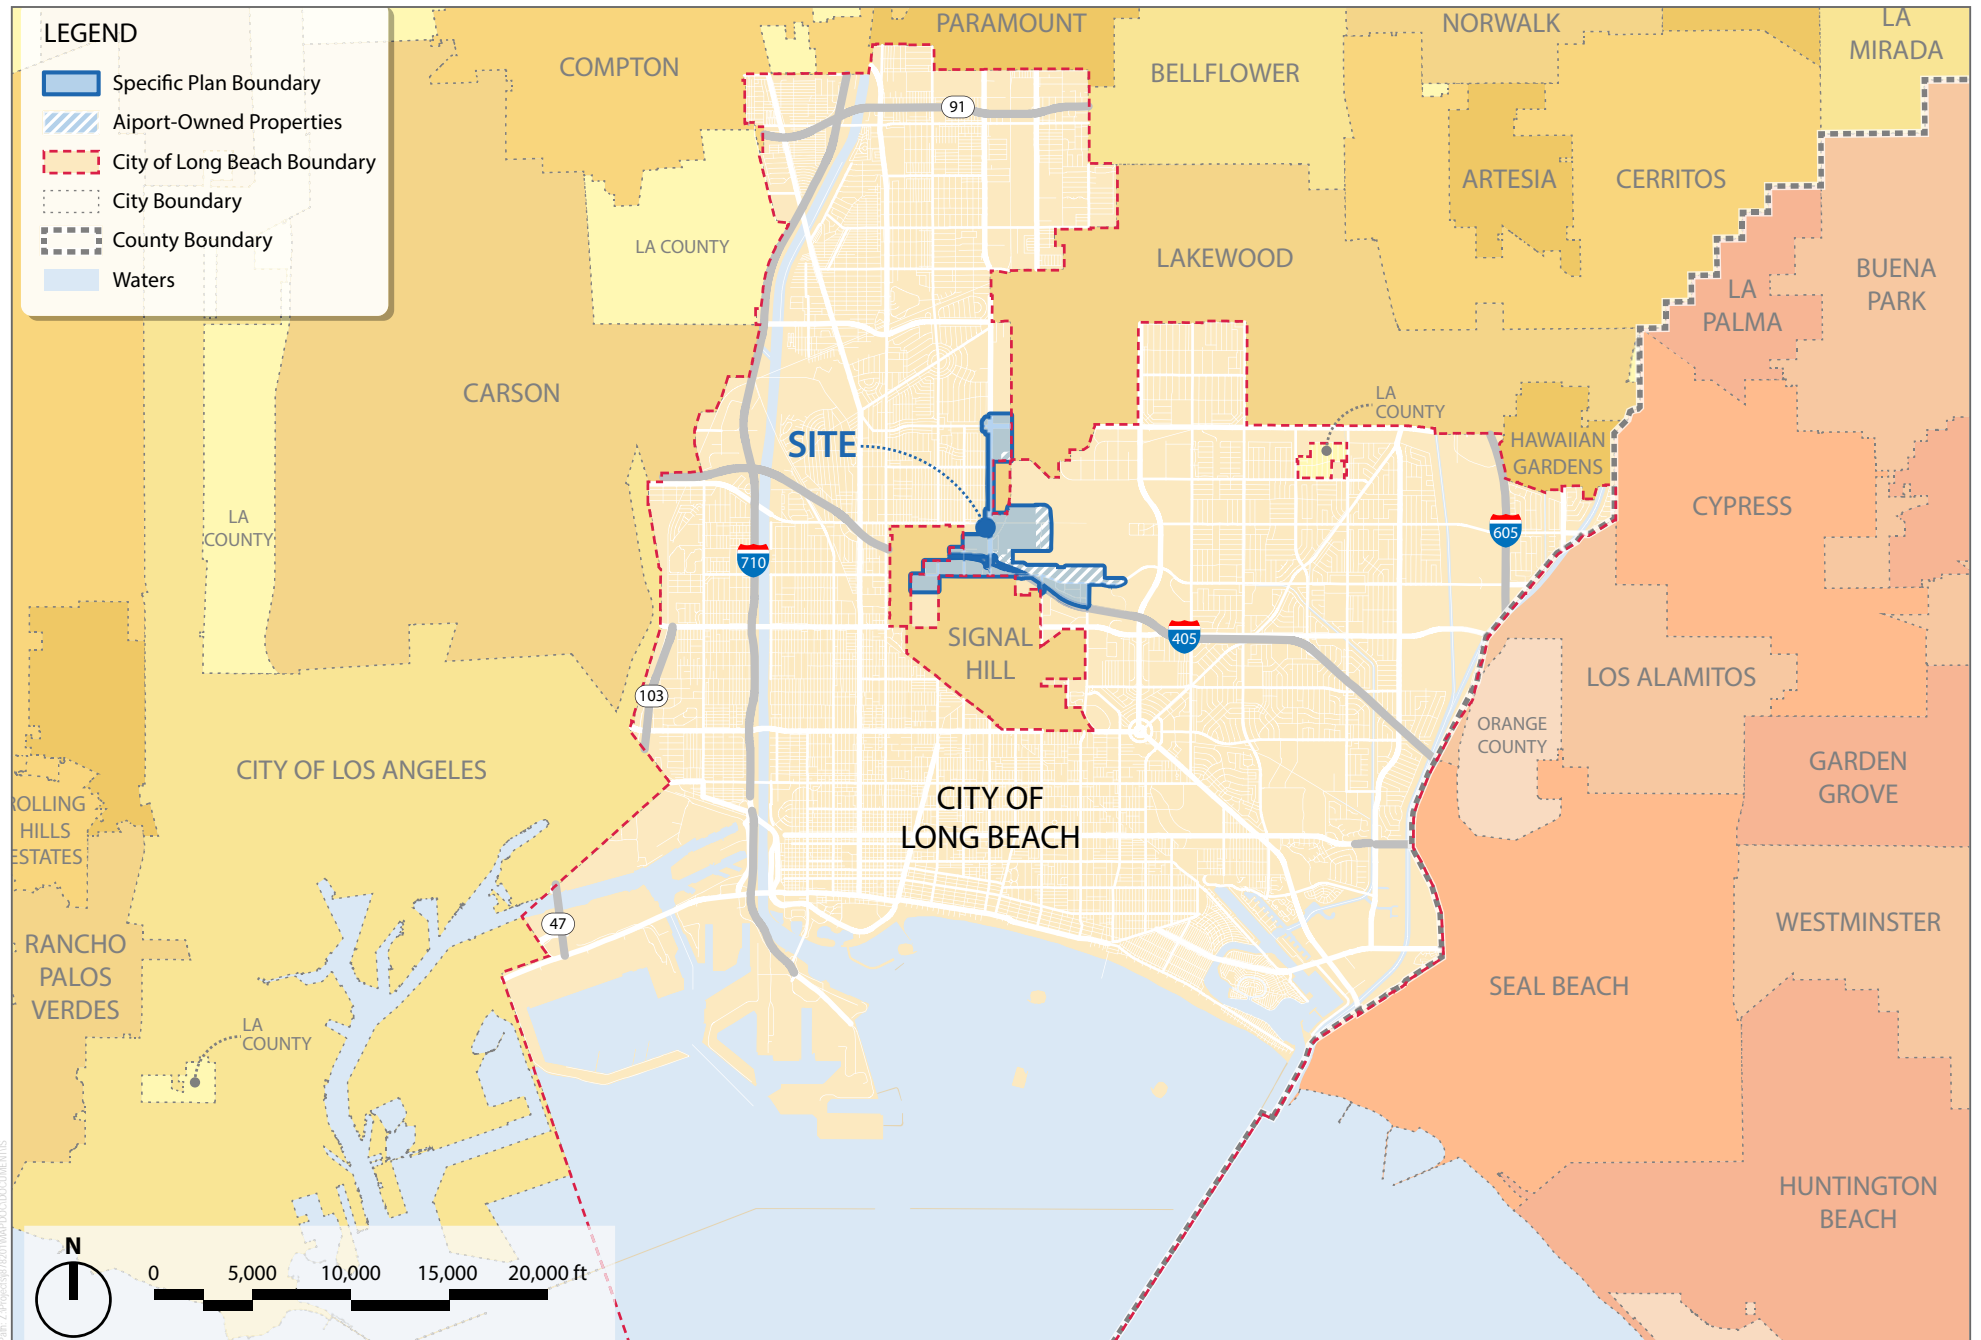 LEGEND
Specific Plan Boundary
Aiport-Owned Properties
City of Long Beach Boundary
City Boundary
County Boundary
Waters
COMPTON
PARAMOUNT
BELLFLOWER
NORWALK
LA
MIRADA
91
ARTESIA
CERRITOS
LA COUNTY
LAKEWOOD
BUENA
PARK
LA
PALMA
CARSON
LA
COUNTY
SITE
HAWAIIAN
GARDENS
CYPRESS
LA
COUNTY
710
605
405
SIGNAL
HILL
103
LOS ALAMITOS
ORANGE
COUNTY
CITY OF LOS ANGELES
GARDEN
GROVE
ROLLING
HILLS
ESTATES
CITY OF
LONG BEACH
47
WESTMINSTER
RANCHO
PALOS
VERDES
SEAL BEACH
LA
COUNTY
HUNTINGTON
BEACH
N
0 5,000 10,000 15,000 20,000 ft